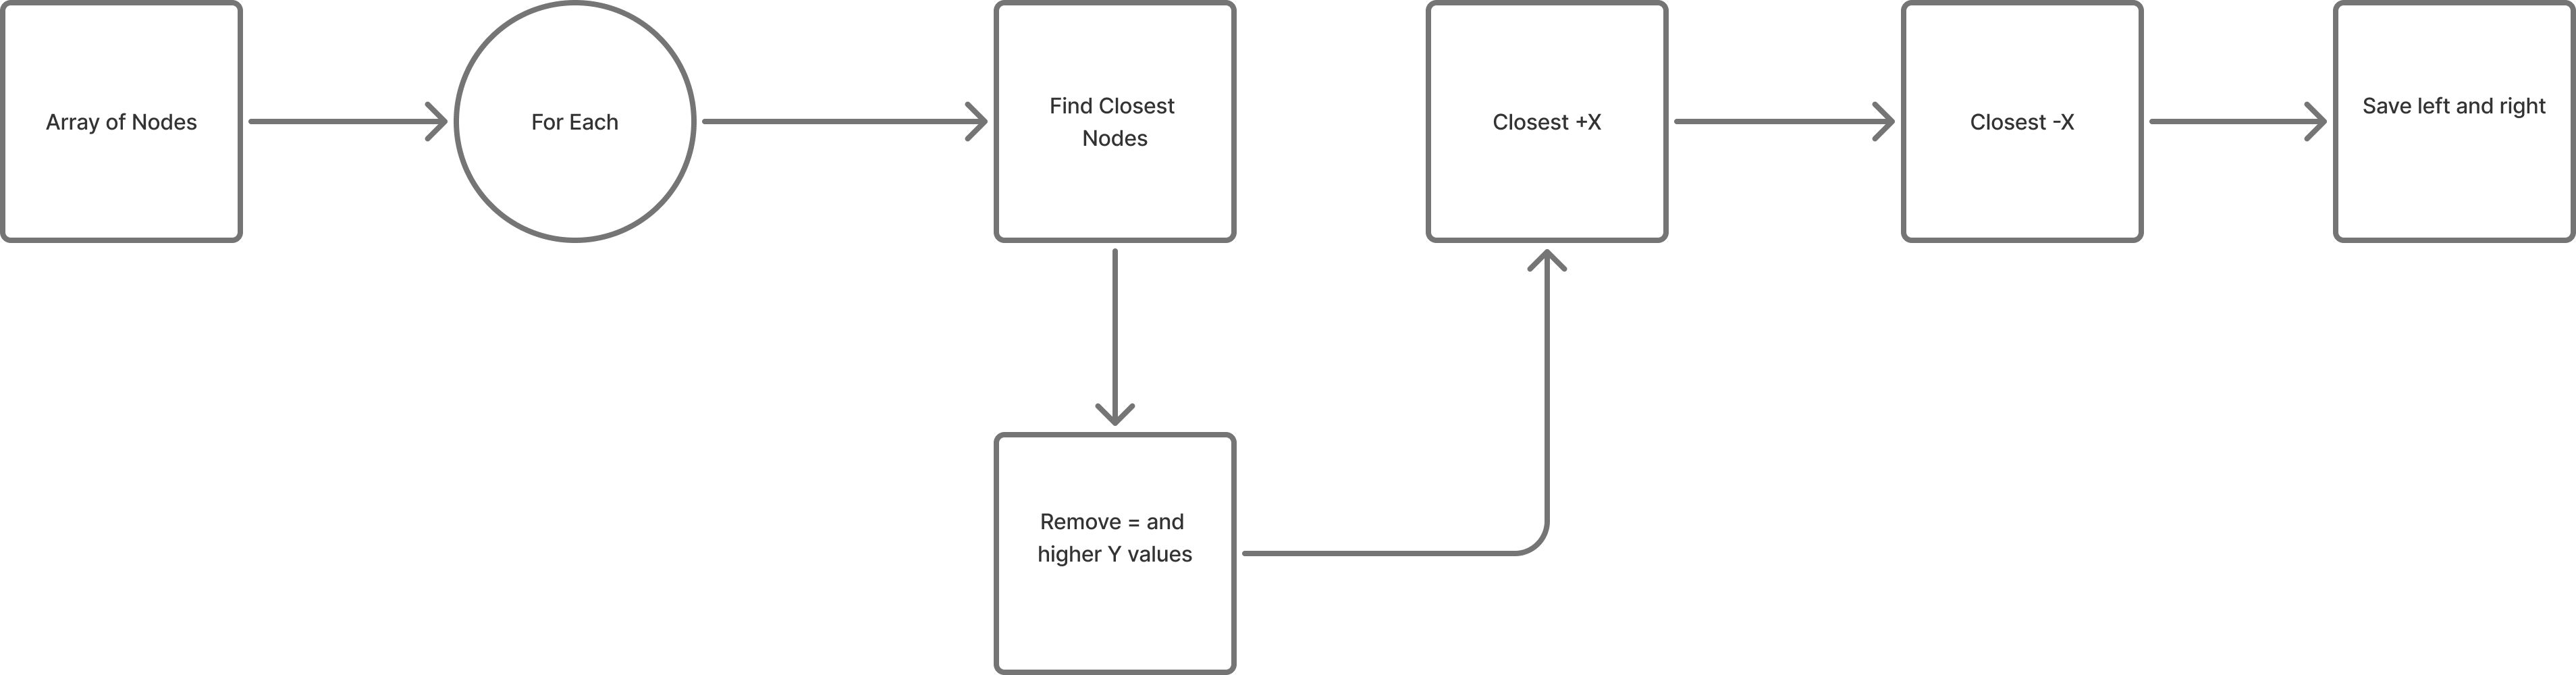 Array of Nodes
For Each
Find Closest
Nodes
Remove = and
higher Y values
Closest +X
Closest -X
Save left and right